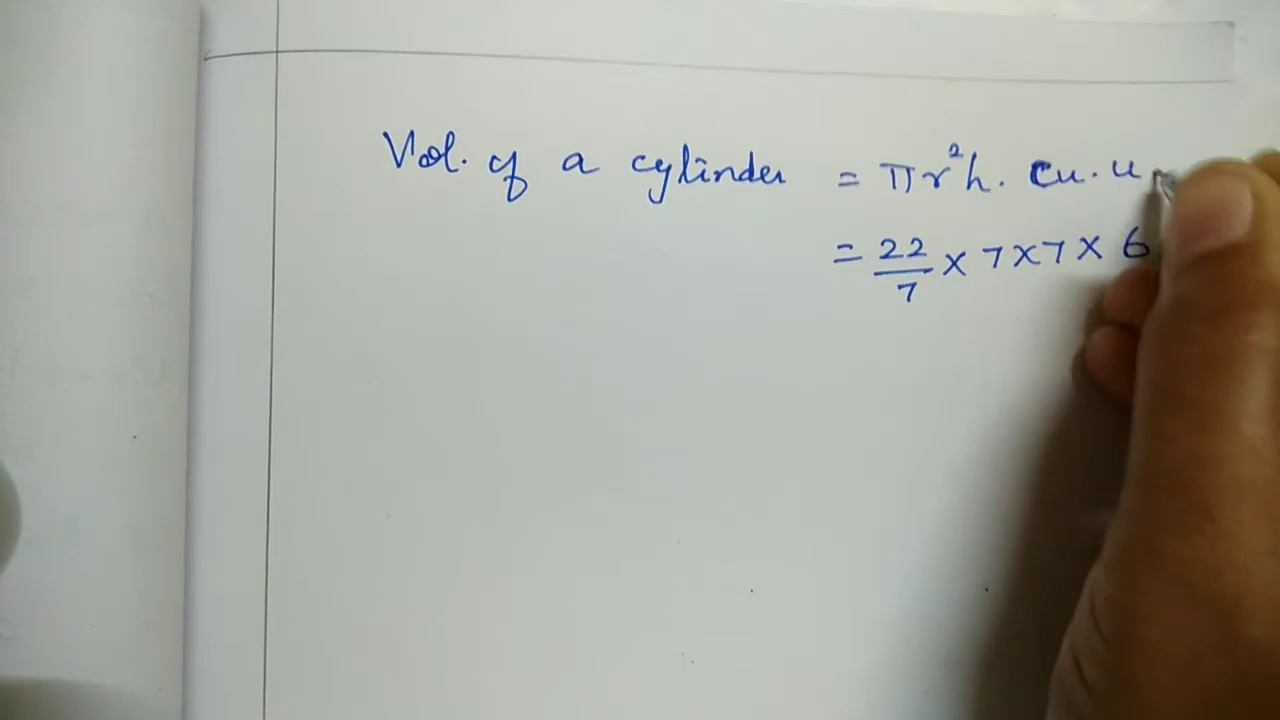 Vol. of a cylinder = πr²h. Cu. u
= 22/7 × 7 × 7 × 6